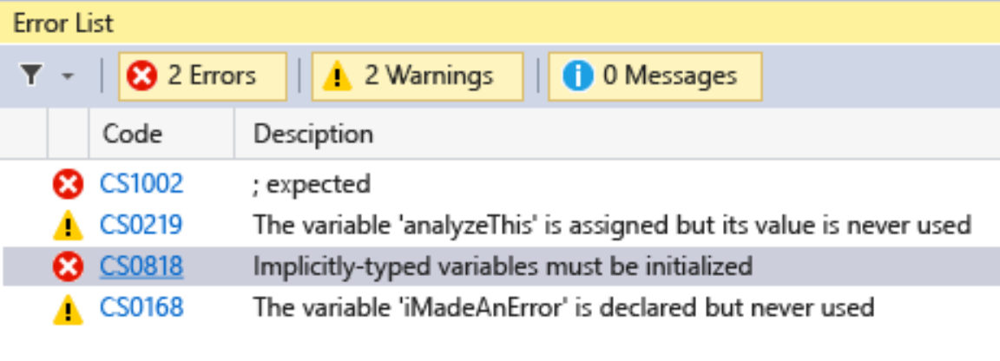 Error List
2 Errors 2 Warnings 0 Messages
Code Desciption
CS1002 ; expected
CS0219 The variable 'analyzeThis' is assigned but its value is never used
CS0818 Implicitly-typed variables must be initialized
CS0168 The variable 'iMadeAnError' is declared but never used